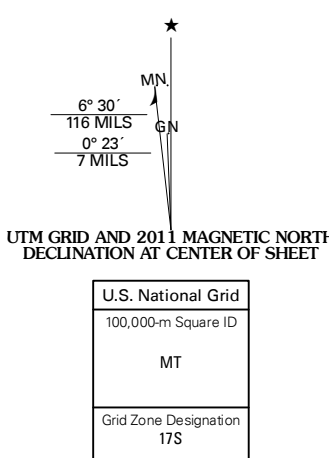 MN
6° 30´
116 MILS
GN
0° 23´
7 MILS
UTM GRID AND 2011 MAGNETIC NORTH
DECLINATION AT CENTER OF SHEET
U.S. National Grid
100,000-m Square ID
MT
Grid Zone Designation
17S